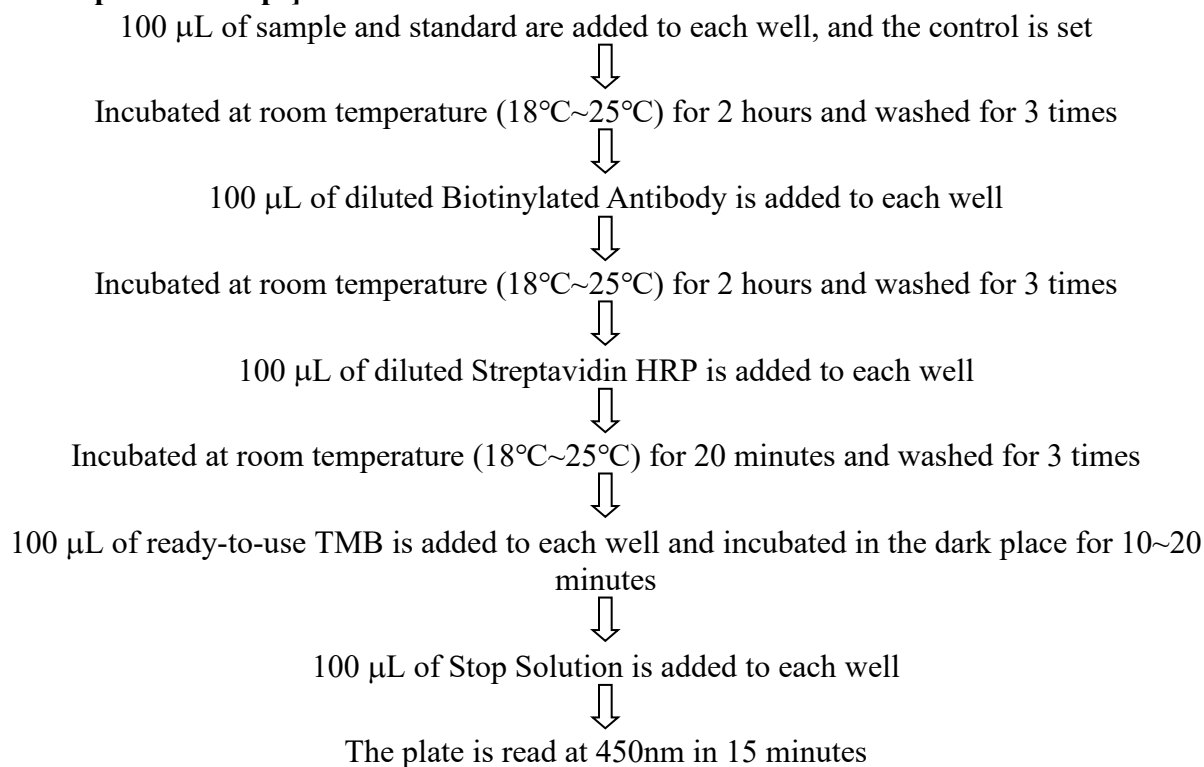 100 μL of sample and standard are added to each well, and the control is set
Incubated at room temperature (18℃~25℃) for 2 hours and washed for 3 times
100 μL of diluted Biotinylated Antibody is added to each well
Incubated at room temperature (18℃~25℃) for 2 hours and washed for 3 times
100 μL of diluted Streptavidin HRP is added to each well
Incubated at room temperature (18℃~25℃) for 20 minutes and washed for 3 times
100 μL of ready-to-use TMB is added to each well and incubated in the dark place for 10~20
minutes
100 μL of Stop Solution is added to each well
The plate is read at 450nm in 15 minutes